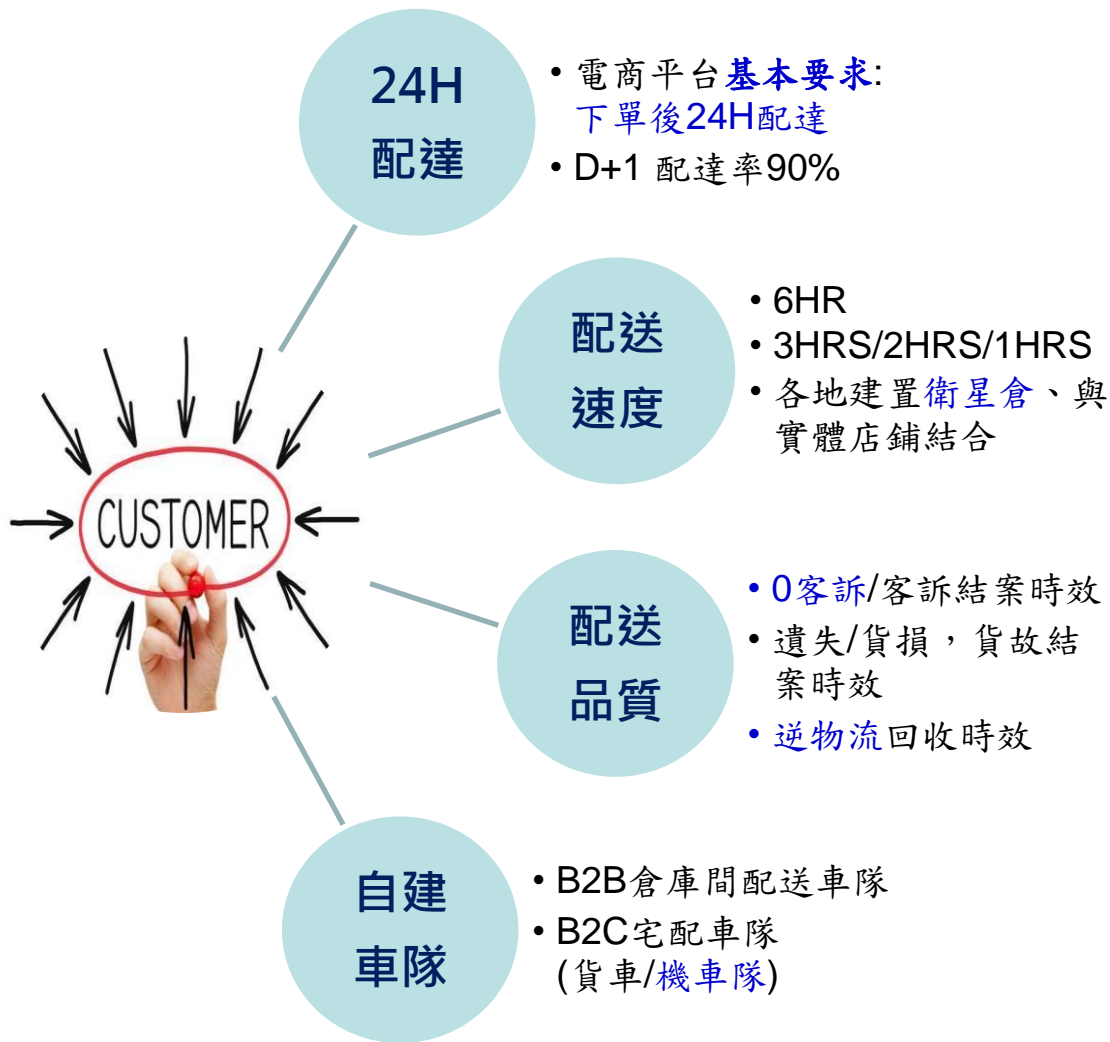 24H
配達
• 電商平台基本要求:
下單後24H配達
• D+1 配達率90%
配送
速度
• 6HR
• 3HRS/2HRS/1HRS
• 各地建置衛星倉、與
實體店鋪結合
CUSTOMER
配送
品質
• 0客訴/客訴結案時效
• 遺失/貨損，貨故結
案時效
• 逆物流回收時效
自建
車隊
• B2B倉庫間配送車隊
• B2C宅配車隊
(貨車/機車隊)